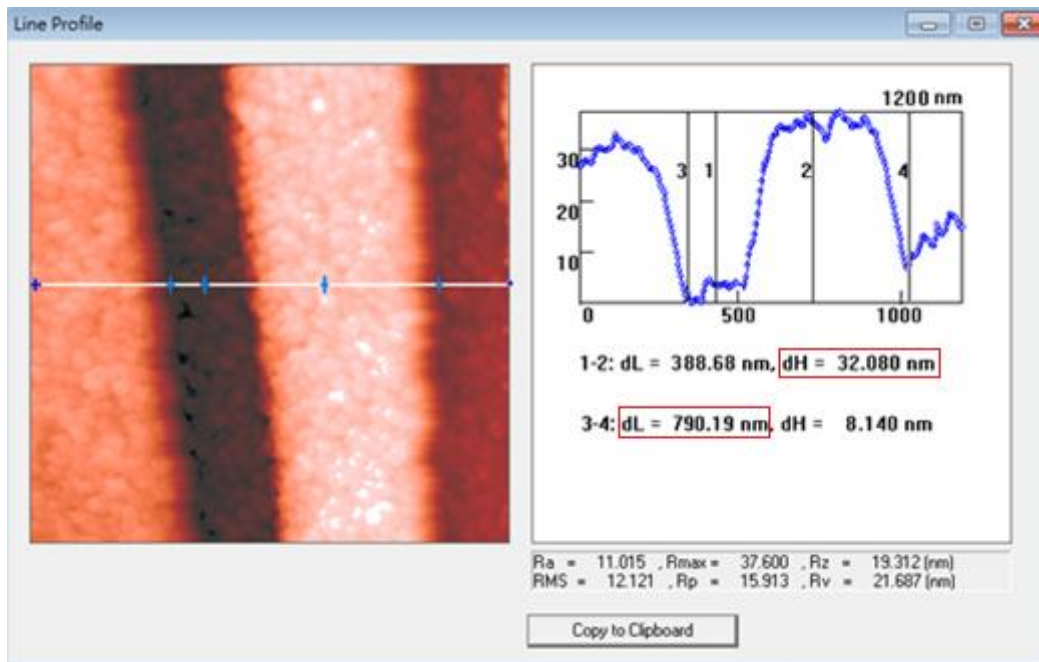 Line Profile
1200 nm
30
20
10
3
1
2
4
0
500
1000
1-2: dL = 388.68 nm, dH = 32.080 nm
3-4: dL = 790.19 nm, dH = 8.140 nm
Ra = 11.015 , Rmax = 37.600 , Rz = 19.312 (nm)
RMS = 12.121 , Rp = 15.913 , Rv = 21.687 (nm)
Copy to Clipboard